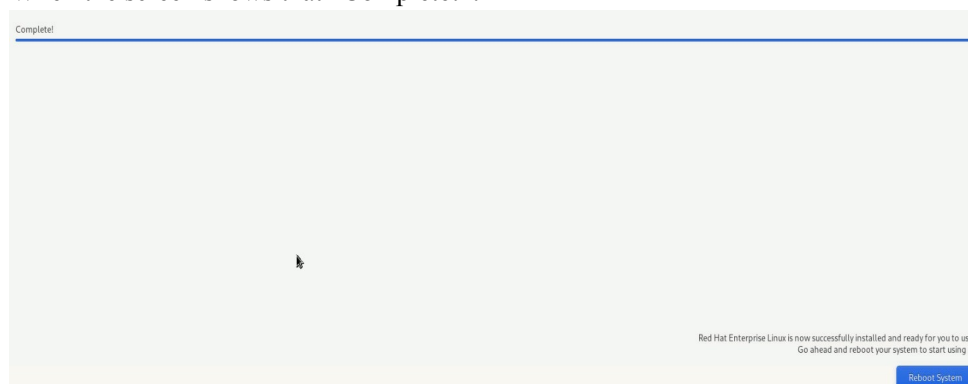 Complete!
Red Hat Enterprise Linux is now successfully installed and ready for you to us
Go ahead and reboot your system to start using
Reboot System